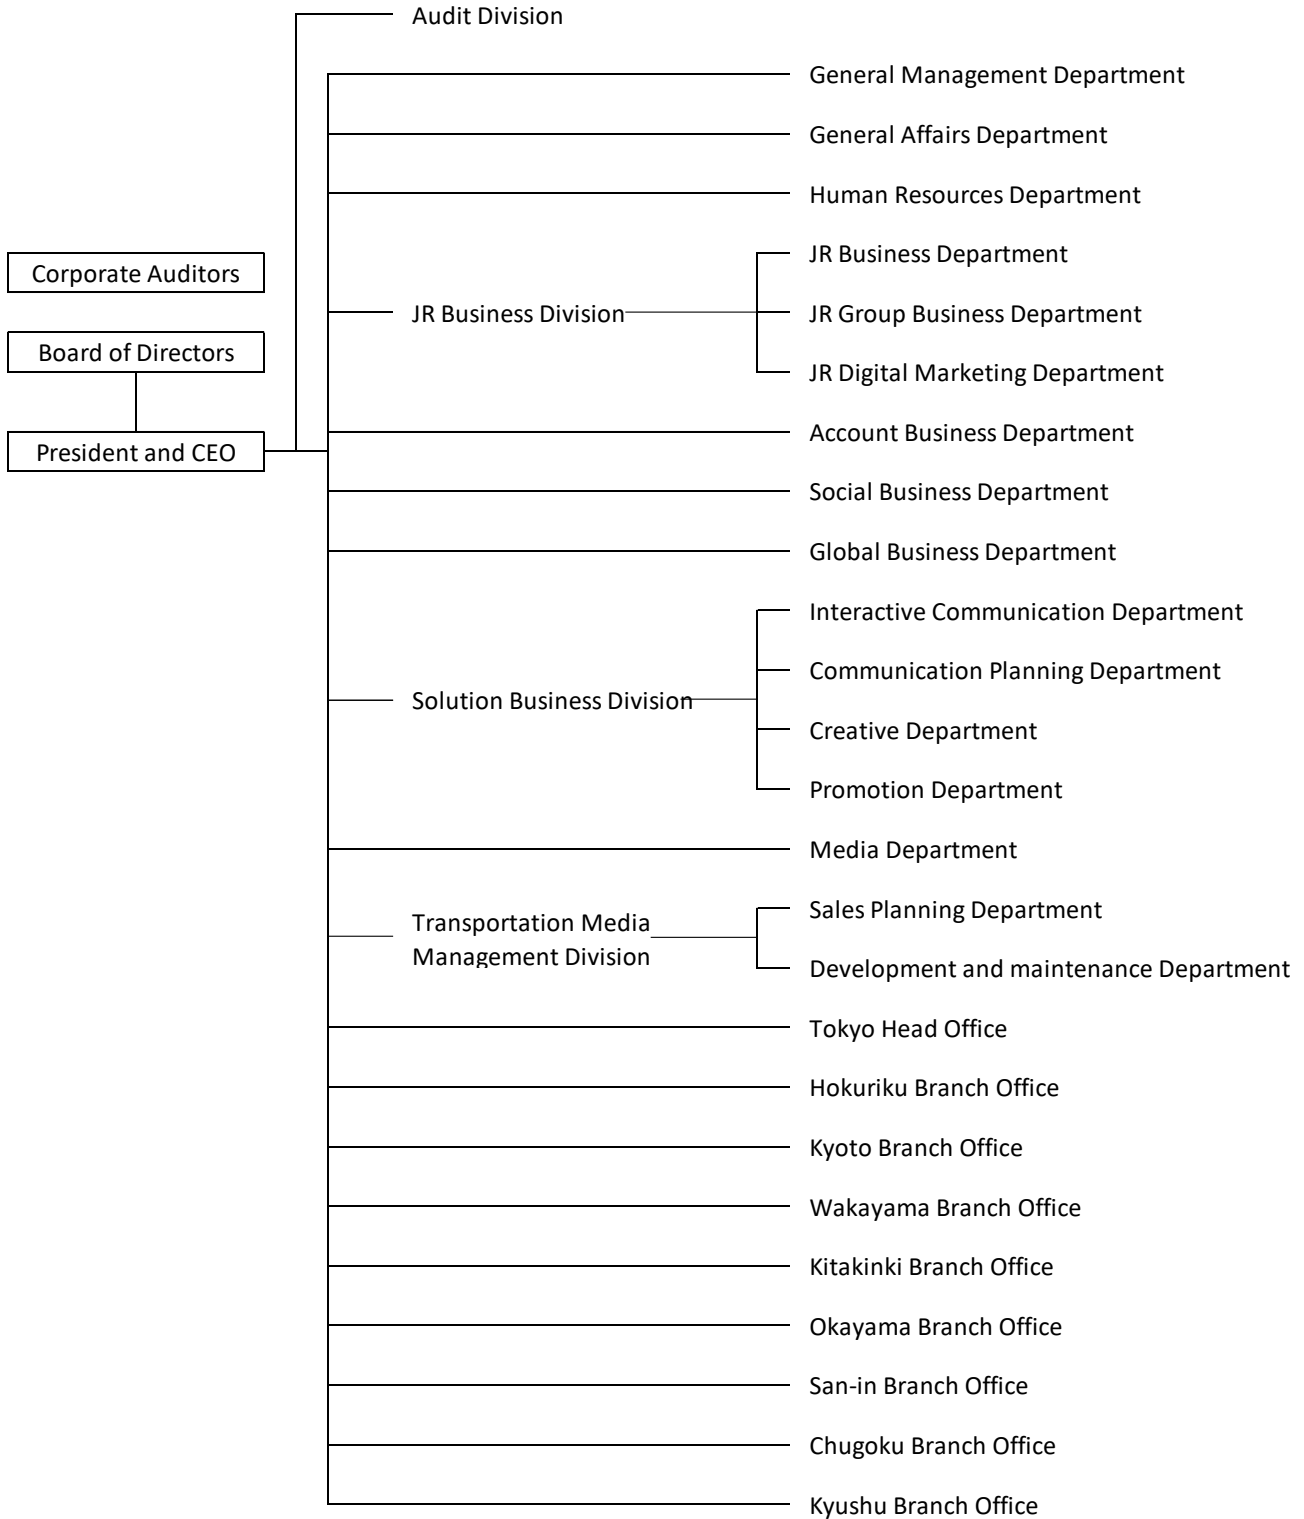 Audit Division
General Management Department
General Affairs Department
Human Resources Department
JR Business Department
Corporate Auditors
JR Business Division
JR Group Business Department
Board of Directors
JR Digital Marketing Department
Account Business Department
President and CEO
Social Business Department
Global Business Department
Interactive Communication Department
Communication Planning Department
Solution Business Division
Creative Department
Promotion Department
Media Department
Transportation Media
Management Division
Sales Planning Department
Development and maintenance Department
Tokyo Head Office
Hokuriku Branch Office
Kyoto Branch Office
Wakayama Branch Office
Kitakinki Branch Office
Okayama Branch Office
San-in Branch Office
Chugoku Branch Office
Kyushu Branch Office